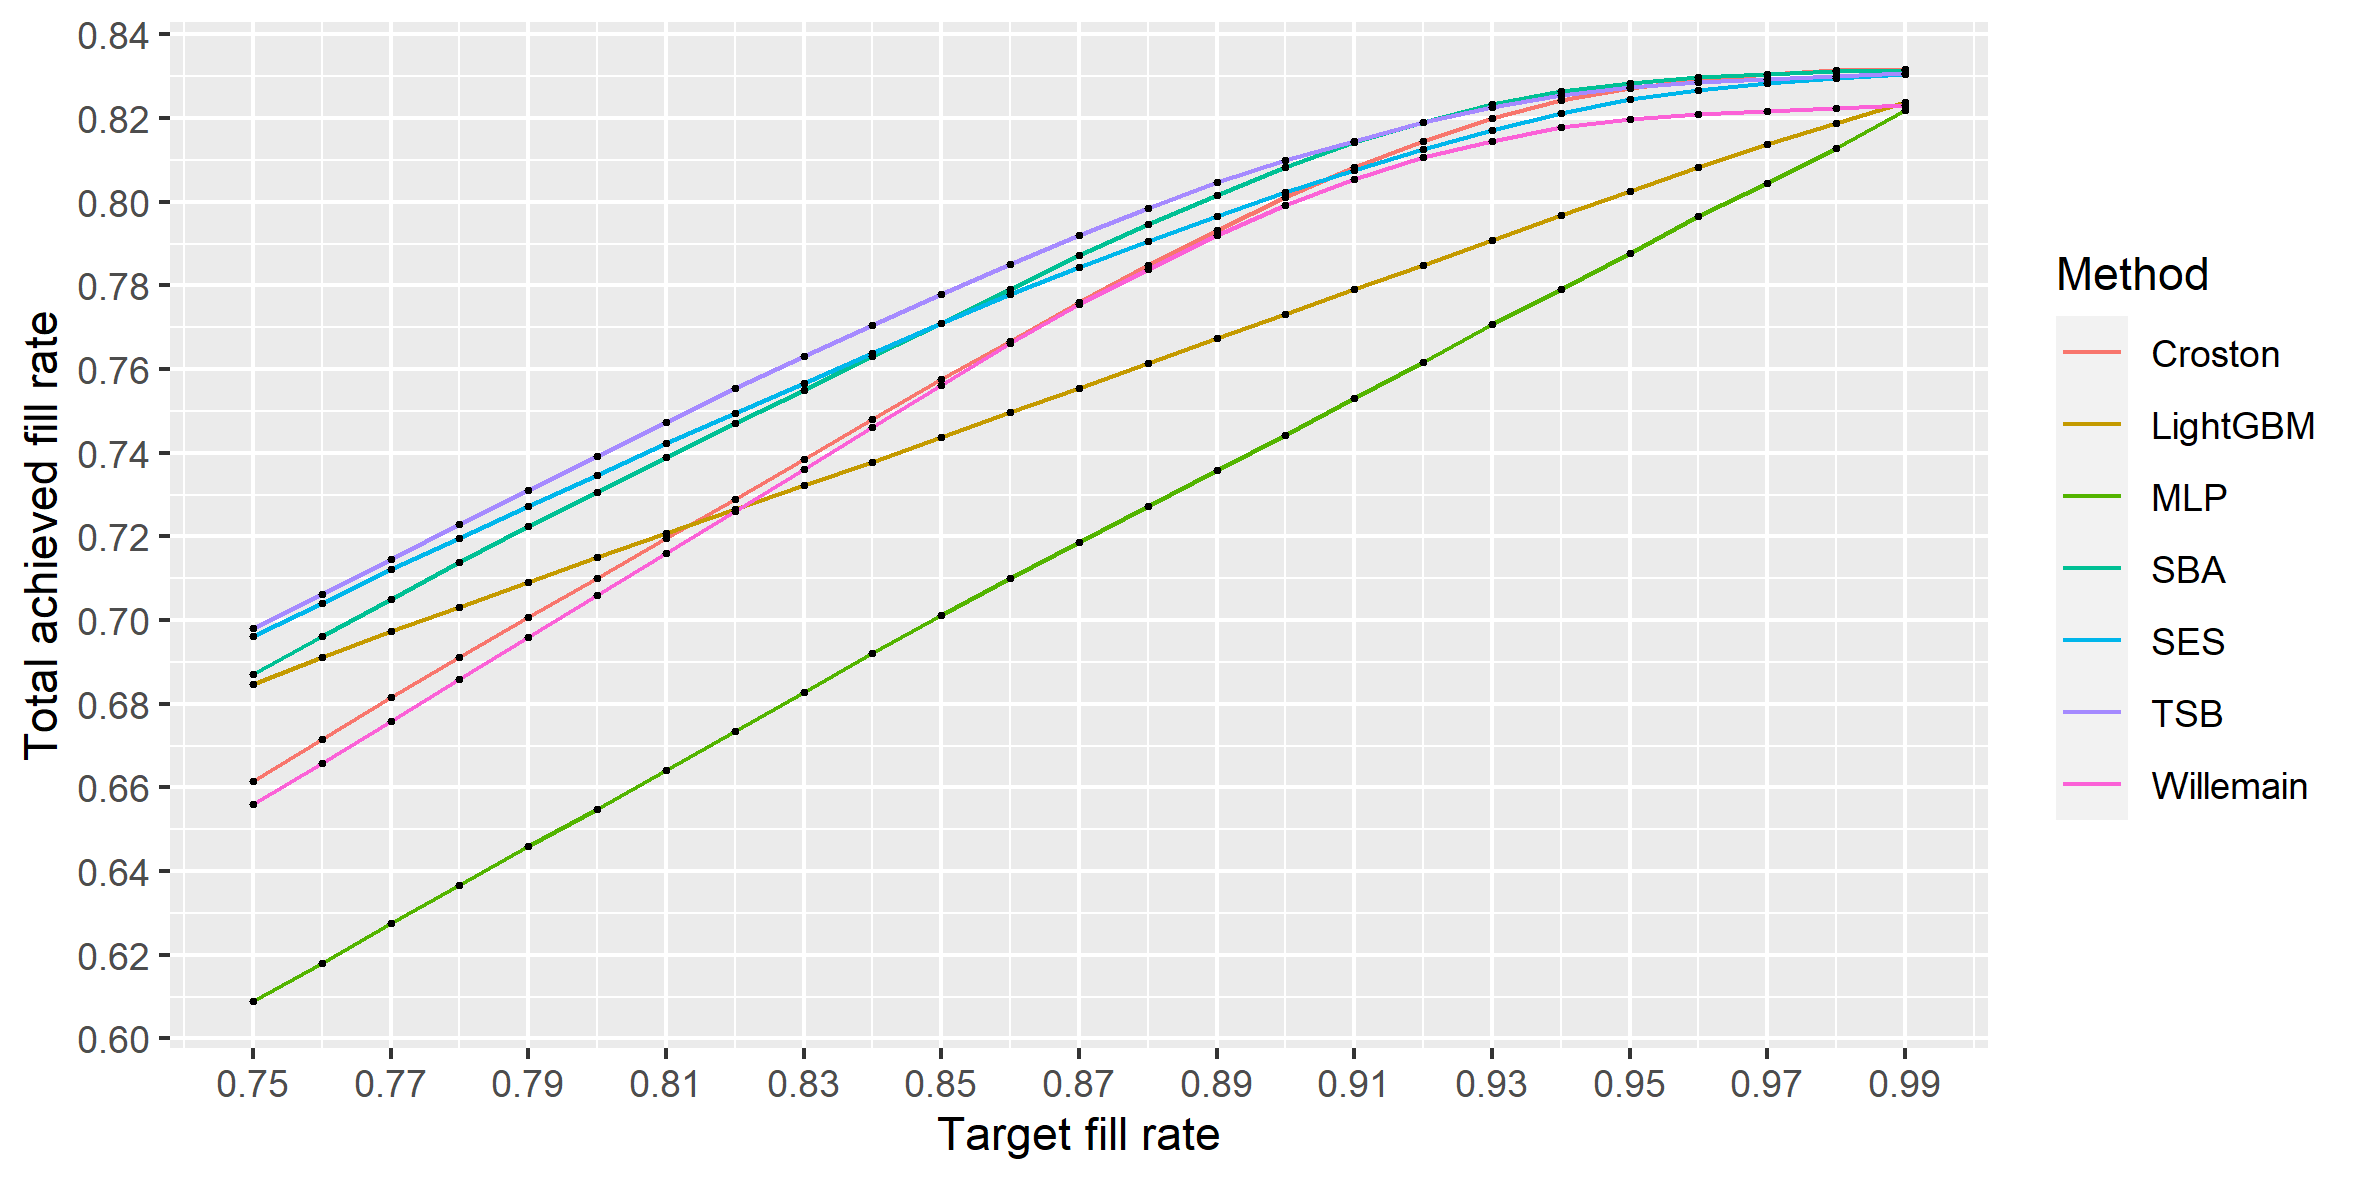 0.84
0.82
0.80
0.78
0.76
0.74
0.72
0.70
0.68
0.66
0.64
0.62
0.60
Total achieved fill rate
0.75 0.77 0.79 0.81 0.83 0.85 0.87 0.89 0.91 0.93 0.95 0.97 0.99
Target fill rate
Method
Croston
LightGBM
MLP
SBA
SES
TSB
Willemain